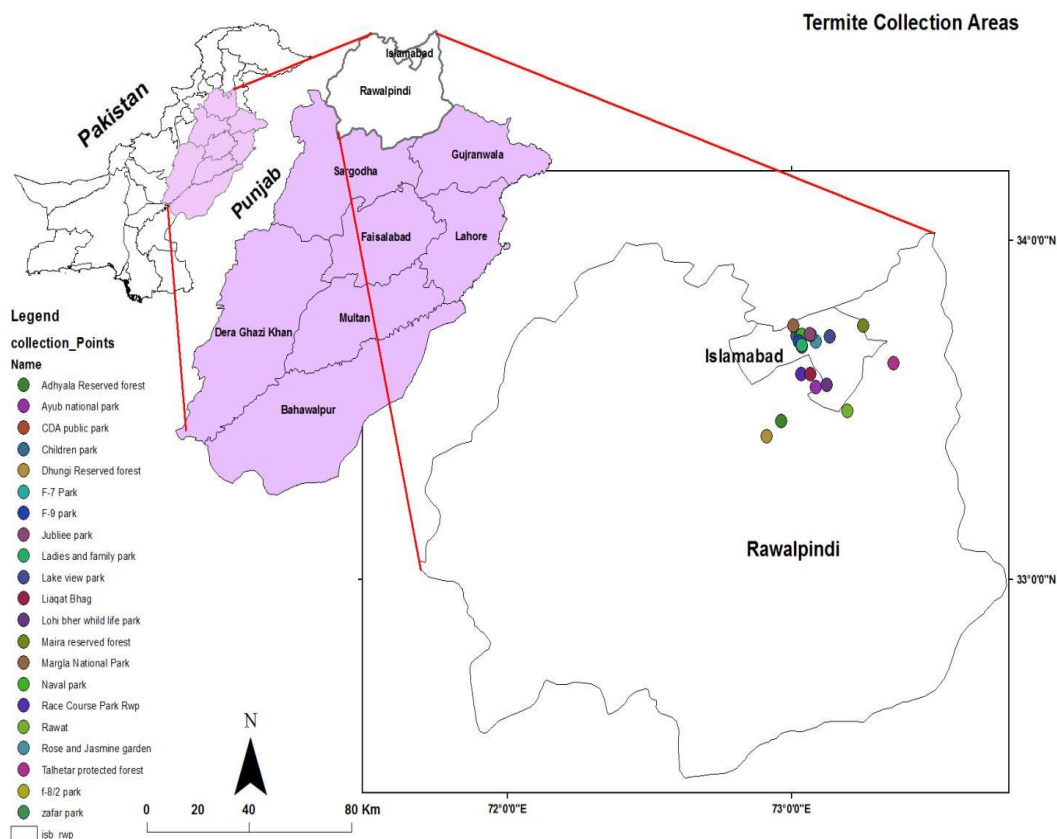 Termite Collection Areas
Pakistan
Punjab
Islamabad
Rawalpindi
Gujranwala
Sargodha
Faisalabad
Lahore
Multan
Dera Ghazi Khan
Bahawalpur
34°0'0"N
Islamabad
Rawalpindi
33°0'0"N
72°0'0"E
73°0'0"E
Legend
collection_Points
Name
Adhyala Reserved forest
Ayub national park
CDA public park
Children park
Dhungi Reserved forest
F-7 Park
F-9 park
Jubliee park
Ladies and family park
Lake view park
Liaqat Bhag
Lohi bher whild life park
Maira reserved forest
Margla National Park
Naval park
Race Course Park Rwp
Rawat
Rose and Jasmine garden
Talhetar protected forest
f-8/2 park
zafar park
isb_rwp
N
0 20 40 80 Km